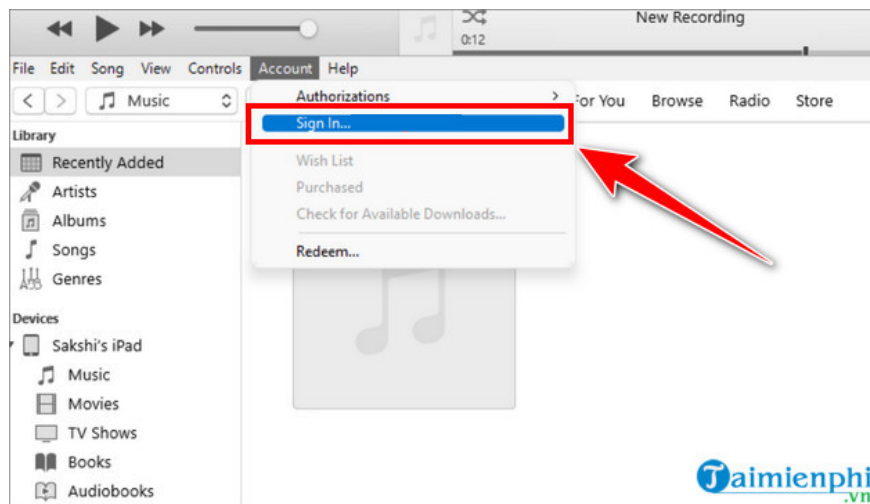 New Recording
0:12
File Edit Song View Controls Account Help
Music
For You Browse Radio Store
Authorizations
Sign In...
Wish List
Purchased
Check for Available Downloads...
Redeem...
Library
Recently Added
Artists
Albums
Songs
Genres
Devices
Sakshi's iPad
Music
Movies
TV Shows
Books
Audiobooks
Taimienphi
.vn